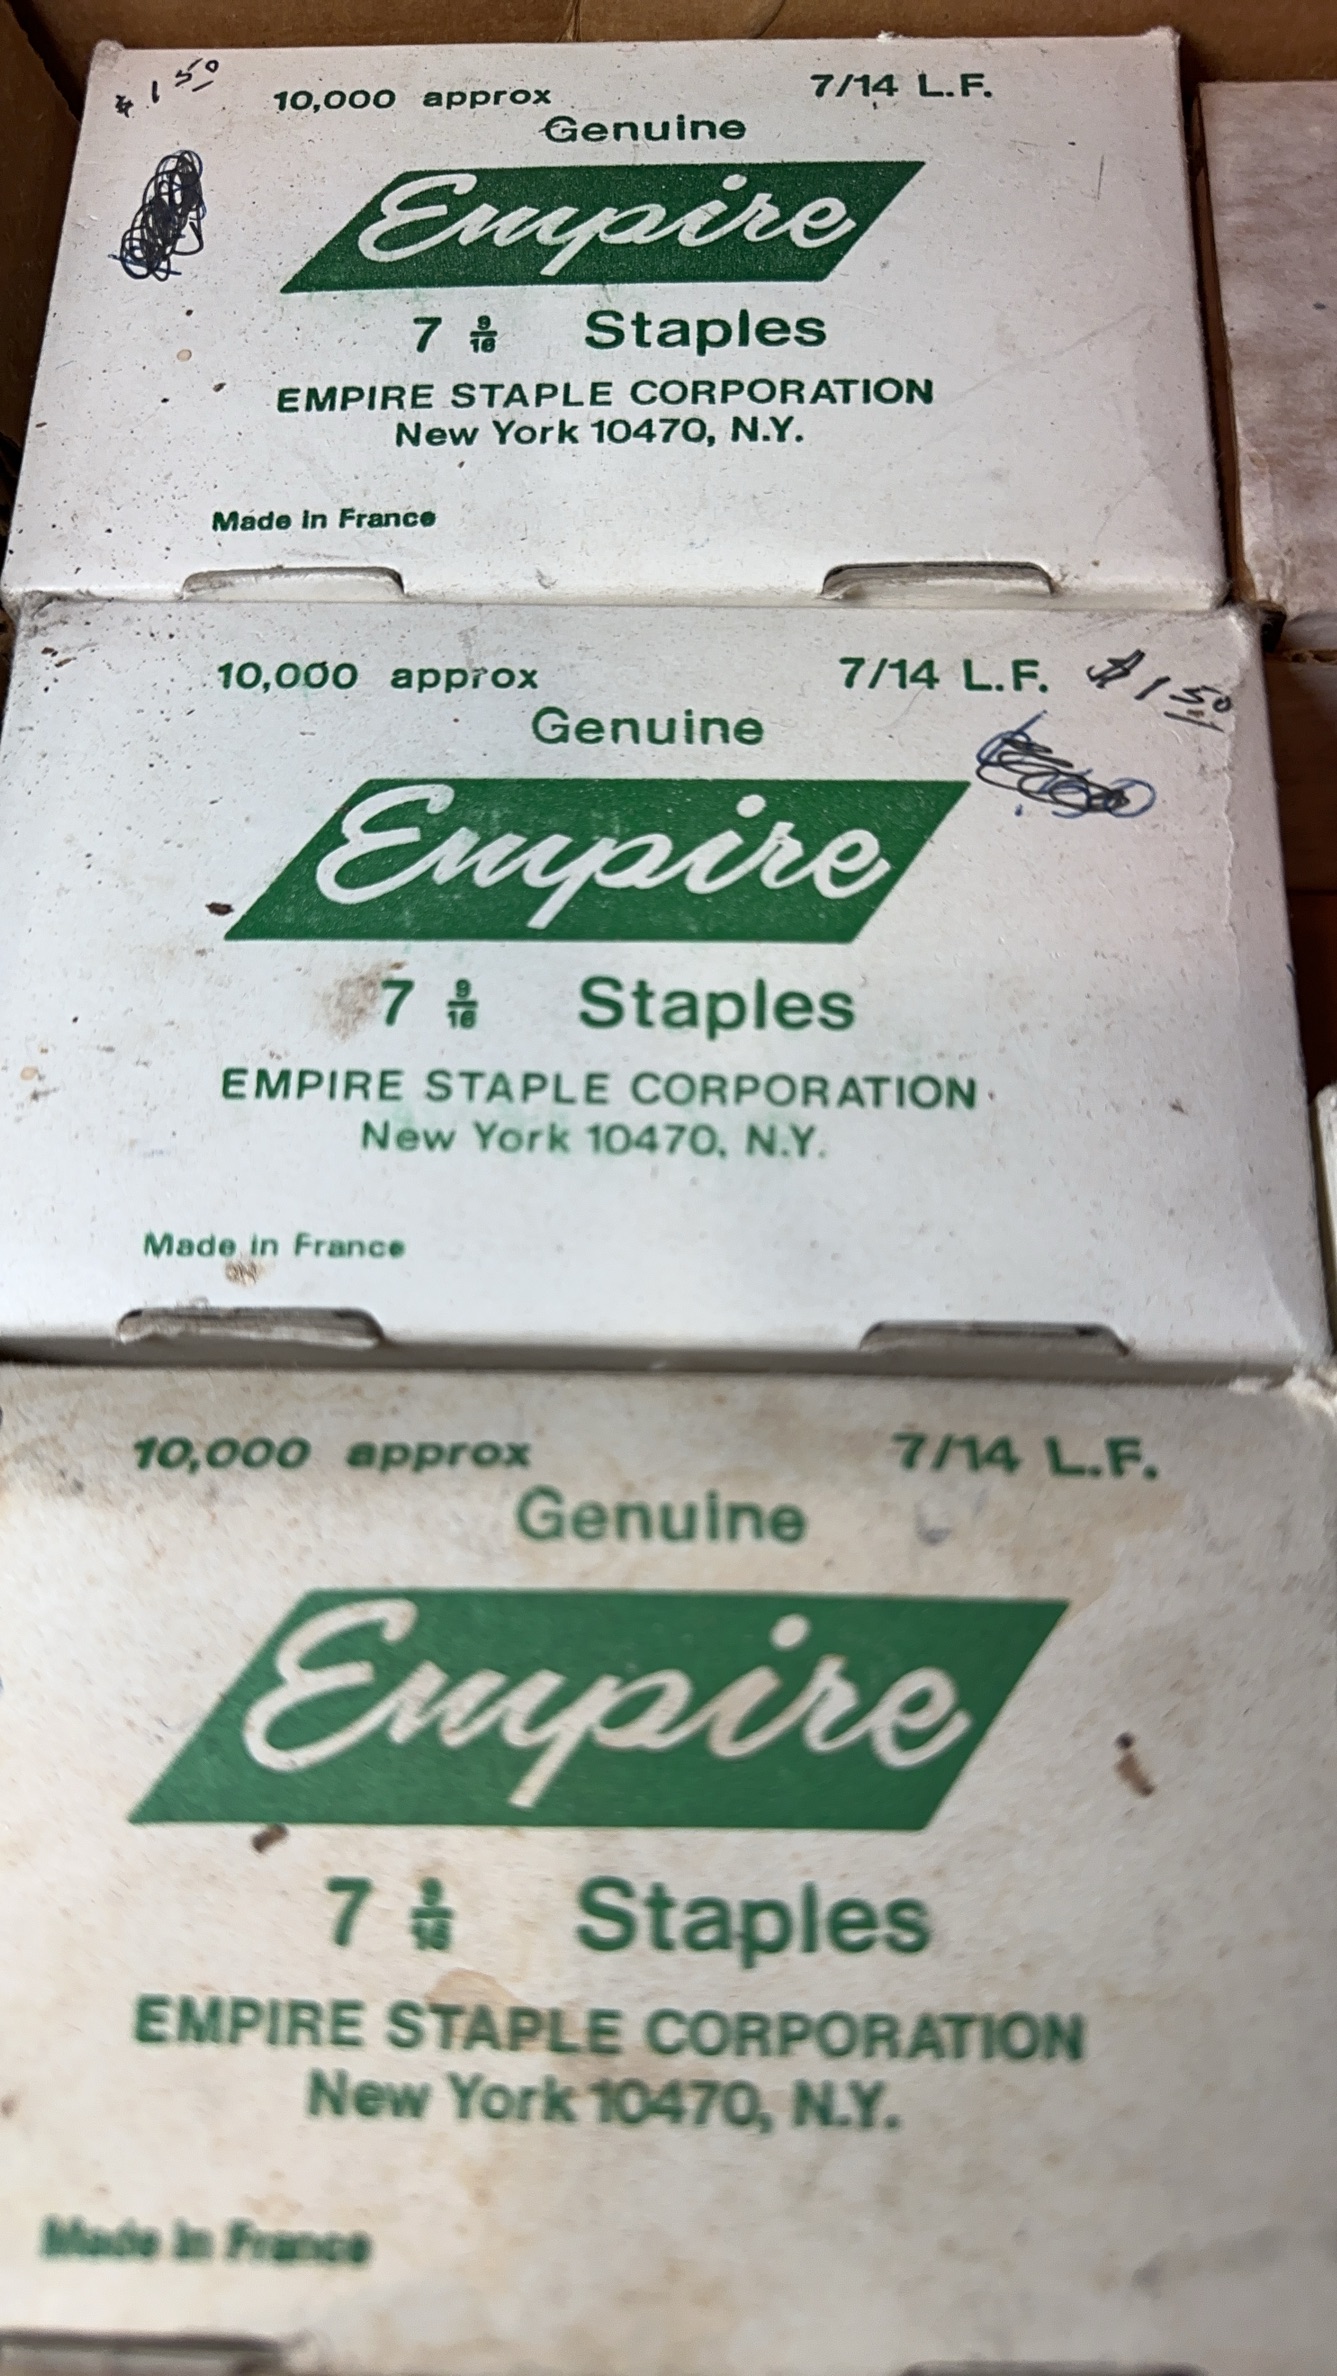 $1 50
10,000 approx 7/14 L.F.
Genuine
Empire
7 9/16 Staples
EMPIRE STAPLE CORPORATION
New York 10470, N.Y.
Made in France
10,000 approx 7/14 L.F. $1 50
Genuine
Empire
7 9/16 Staples
EMPIRE STAPLE CORPORATION
New York 10470, N.Y.
Made in France
10,000 approx 7/14 L.F.
Genuine
Empire
7 9/16 Staples
EMPIRE STAPLE CORPORATION
New York 10470, N.Y.
Made in France